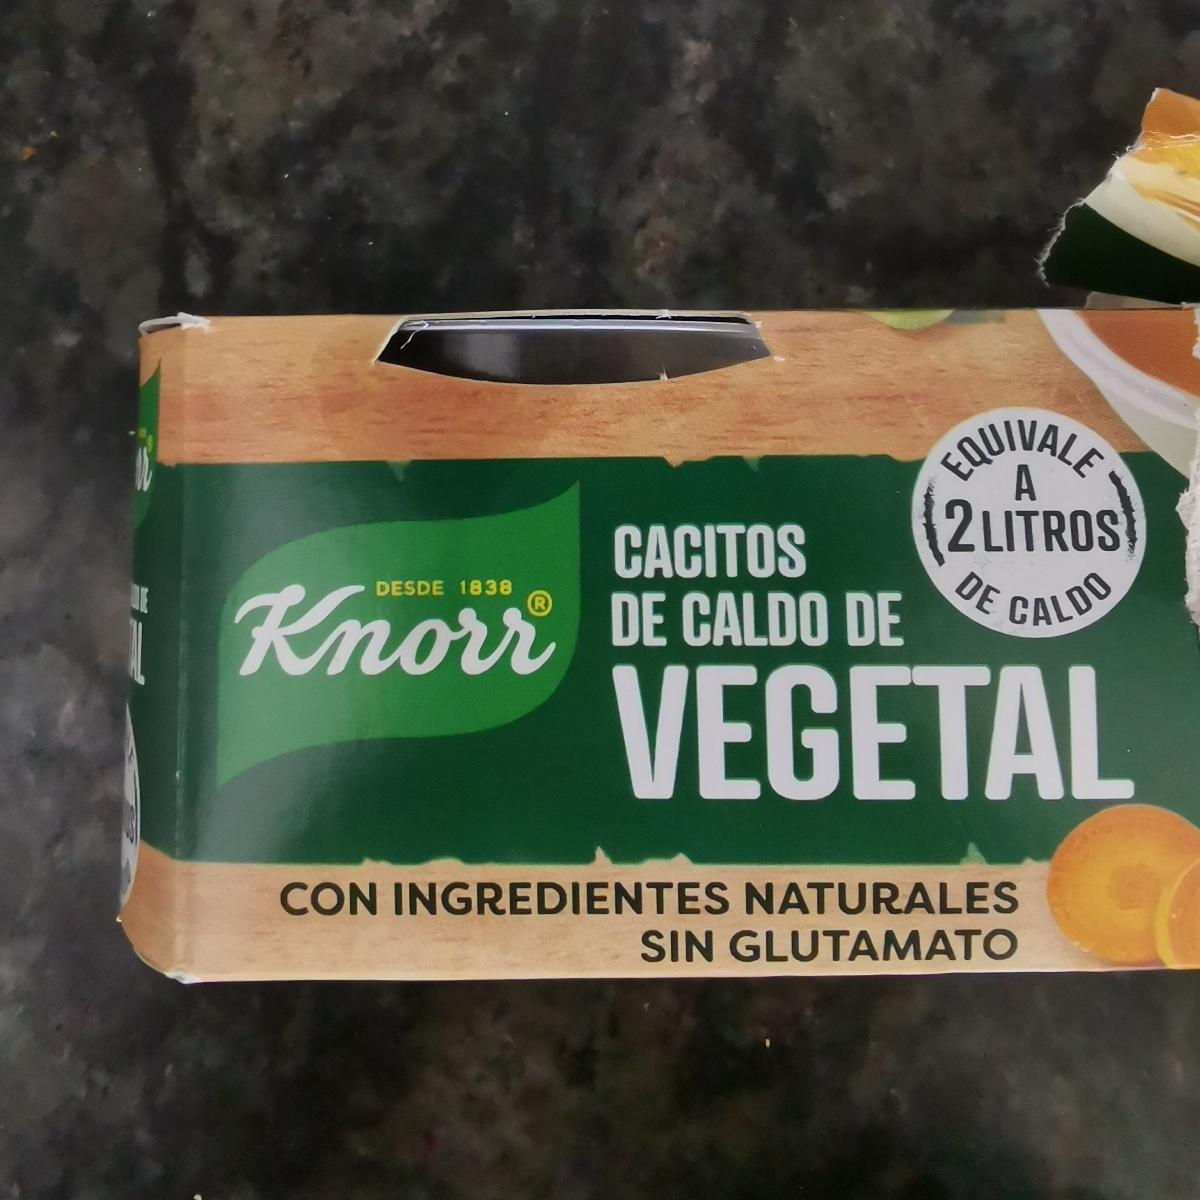 EQUIVALE
A
2 LITROS
DE CALDO
DESDE 1838
Knorr®
CACITOS
DE CALDO DE
VEGETAL
CON INGREDIENTES NATURALES
SIN GLUTAMATO